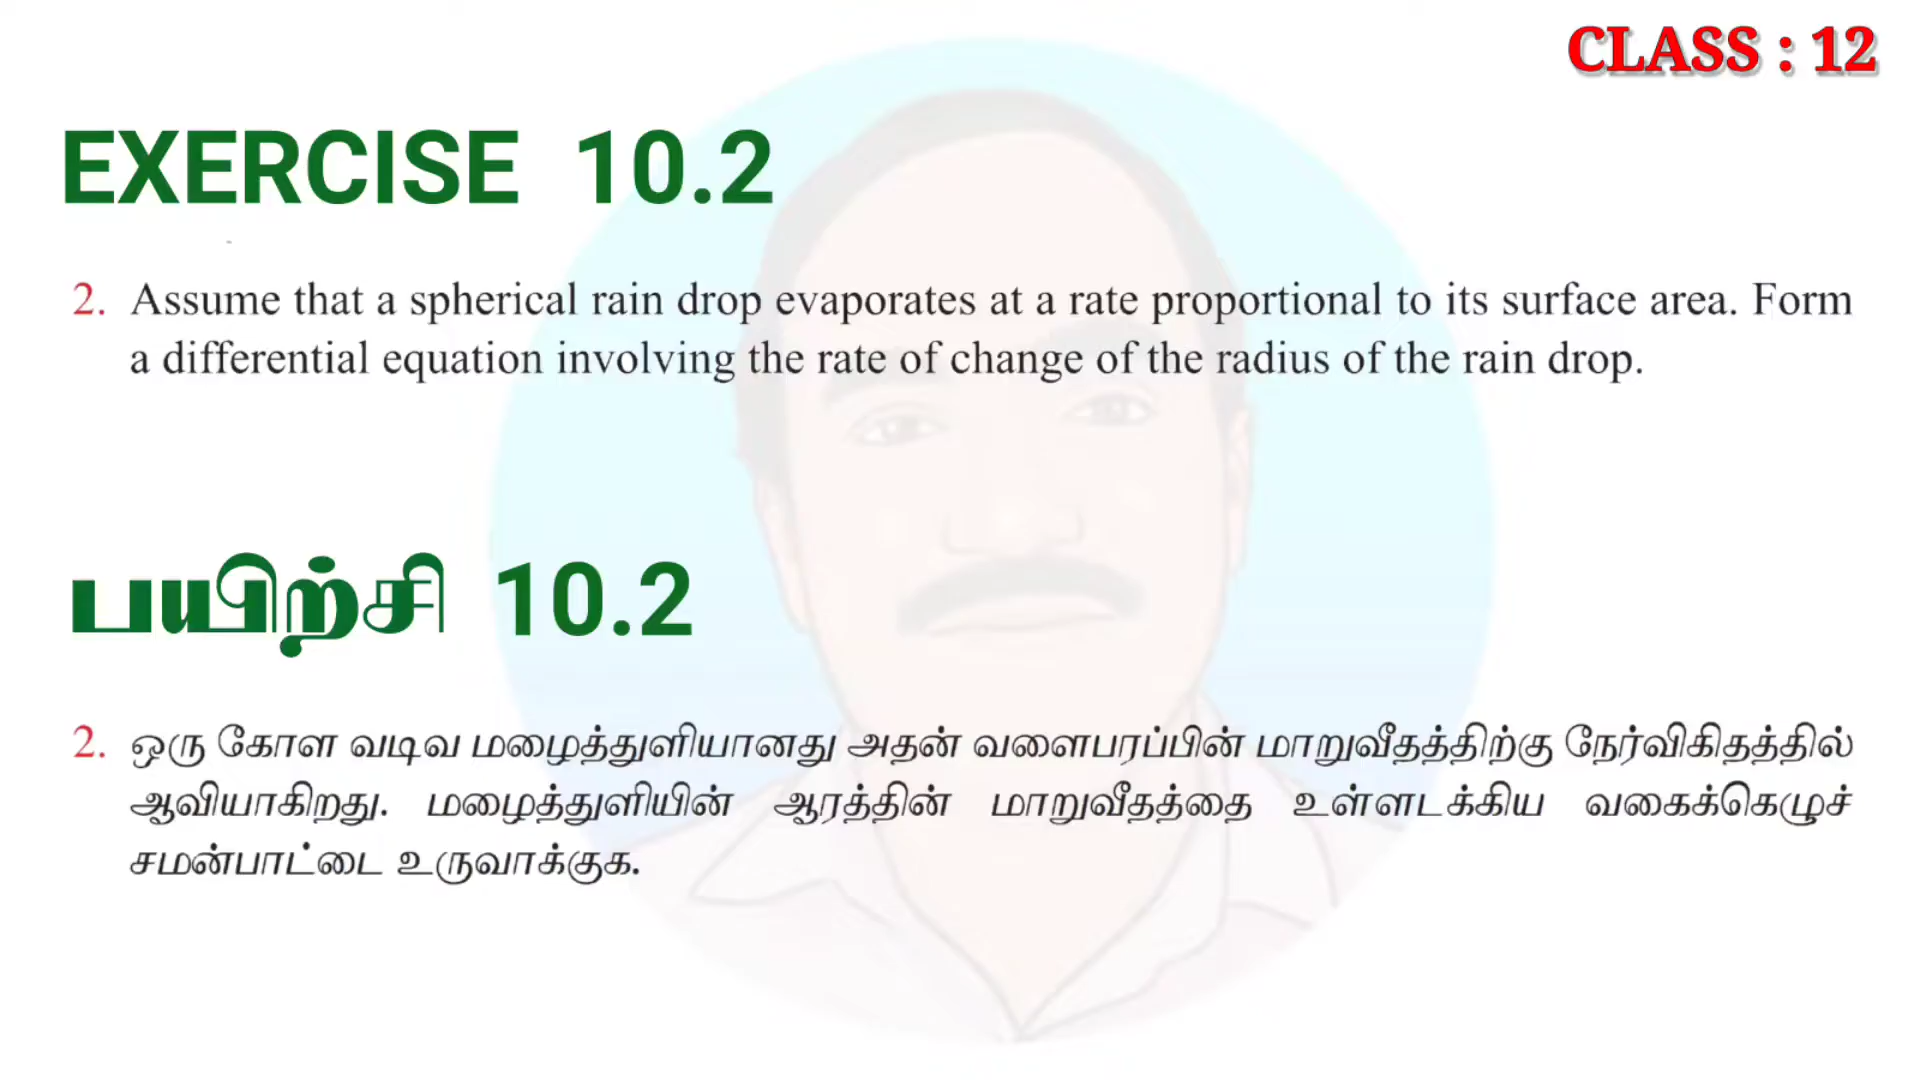 CLASS : 12
EXERCISE 10.2
2. Assume that a spherical rain drop evaporates at a rate proportional to its surface area. Form
a differential equation involving the rate of change of the radius of the rain drop.
பயிற்சி 10.2
2. ஒரு கோள வடிவ மழைத்துளியானது அதன் வளைபரப்பின் மாறுவீதத்திற்கு நேர்விகிதத்தில்
ஆவியாகிறது. மழைத்துளியின் ஆரத்தின் மாறுவீதத்தை உள்ளடக்கிய வகைக்கெழுச்
சமன்பாட்டை உருவாக்குக.